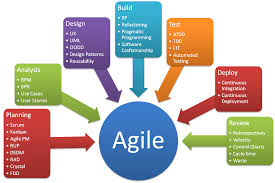 Planning
• Scrum
• Kanban
• Agile PM
• RUP
• DSDM
• RAD
• Crystal
• FDD
Analysis
• BPM
• BPR
• Use Cases
• User Stories
Design
• UX
• UML
• OOAD
• Design Patterns
• Reusability
Build
• XP
• Refactoring
• Pragmatic
Programming
• Software
Craftsmanship
Test
• ATDD
• TDD
• FIT
• Automated
Testing
Deploy
• Continuous
Integration
• Continuous
Deployment
Review
• Retrospectives
• Velocity
• Control Charts
• Cycle time
• Waste
Agile